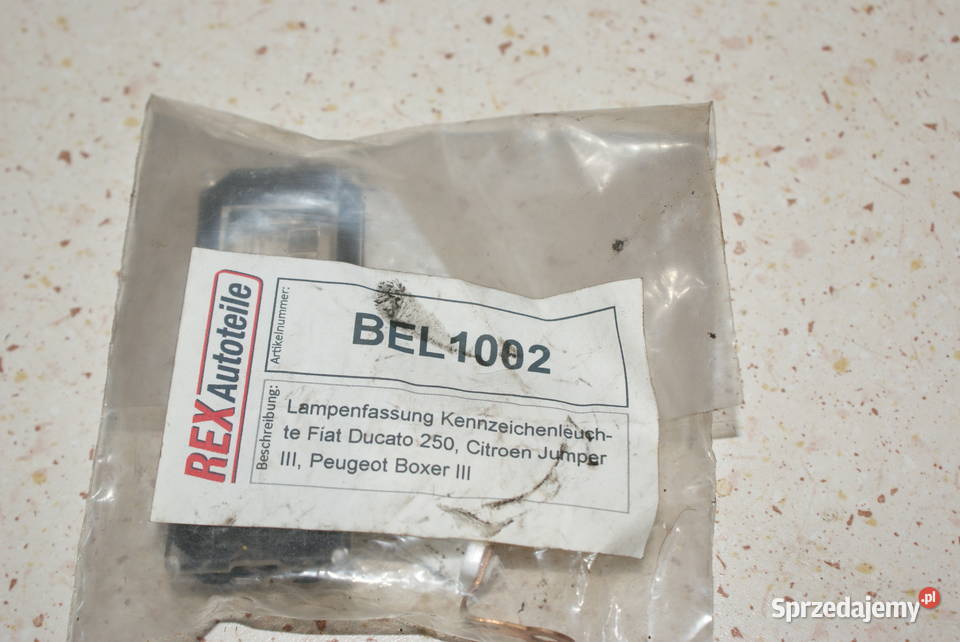 REX Autoteile
Artikelnummer:
BEL1002
Beschreibung:
Lampenfassung Kennzeichenleuch-
te Fiat Ducato 250, Citroen Jumper
III, Peugeot Boxer III
Sprzedajemy.pl